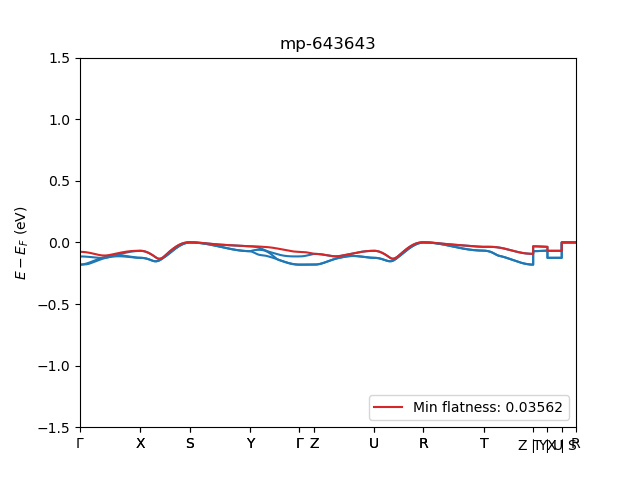 mp-643643
E − E_F (eV)
1.5
1.0
0.5
0.0
−0.5
−1.0
−1.5
Min flatness: 0.03562
Γ X S Y Γ Z U R T Z | T Y | X U | S R